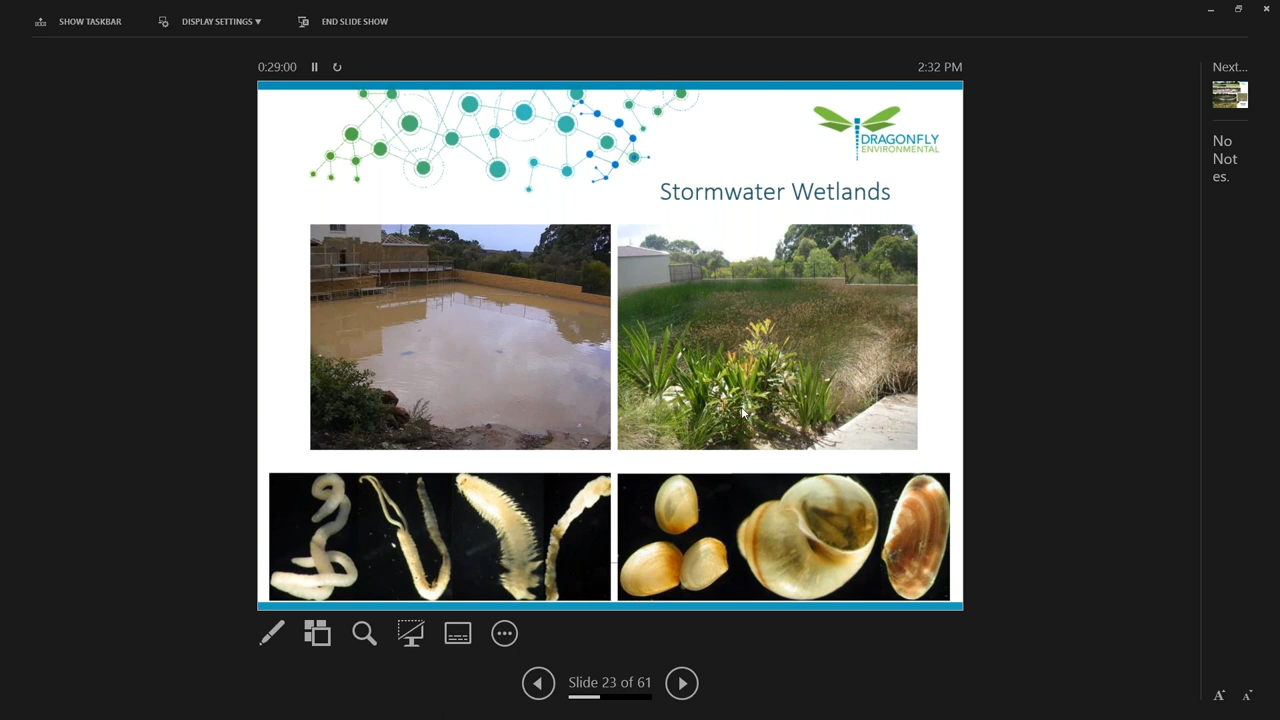 SHOW TASKBAR
DISPLAY SETTINGS ▼
END SLIDE SHOW
0:29:00
2:32 PM
Next...
DRAGONFLY
ENVIRONMENTAL
No
Not
es.
Stormwater Wetlands
Slide 23 of 61
A
A